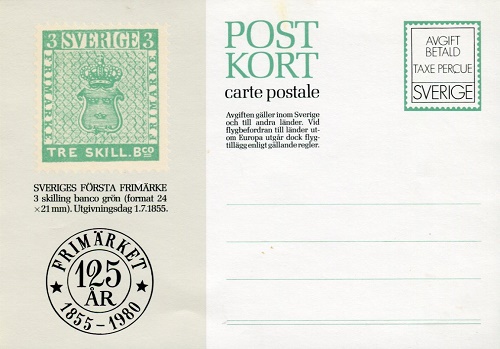 3 SVERIGE 3
FRIMÄRKE
FRIMÄRKE
TRE SKILL. Bco
SVERIGES FÖRSTA FRIMÄRKE
3 skilling banco grön (format 24
×21 mm). Utgivningsdag 1.7.1855.
FRIMÄRKET
125
ÅR
1855-1980
POST
KORT
carte postale
Avgiften gäller inom Sverige
och till andra länder. Vid
flygbefordran till länder ut-
om Europa utgår dock flyg-
tillägg enligt gällande regler.
AVGIFT
BETALD
TAXE PERCUE
SVERIGE